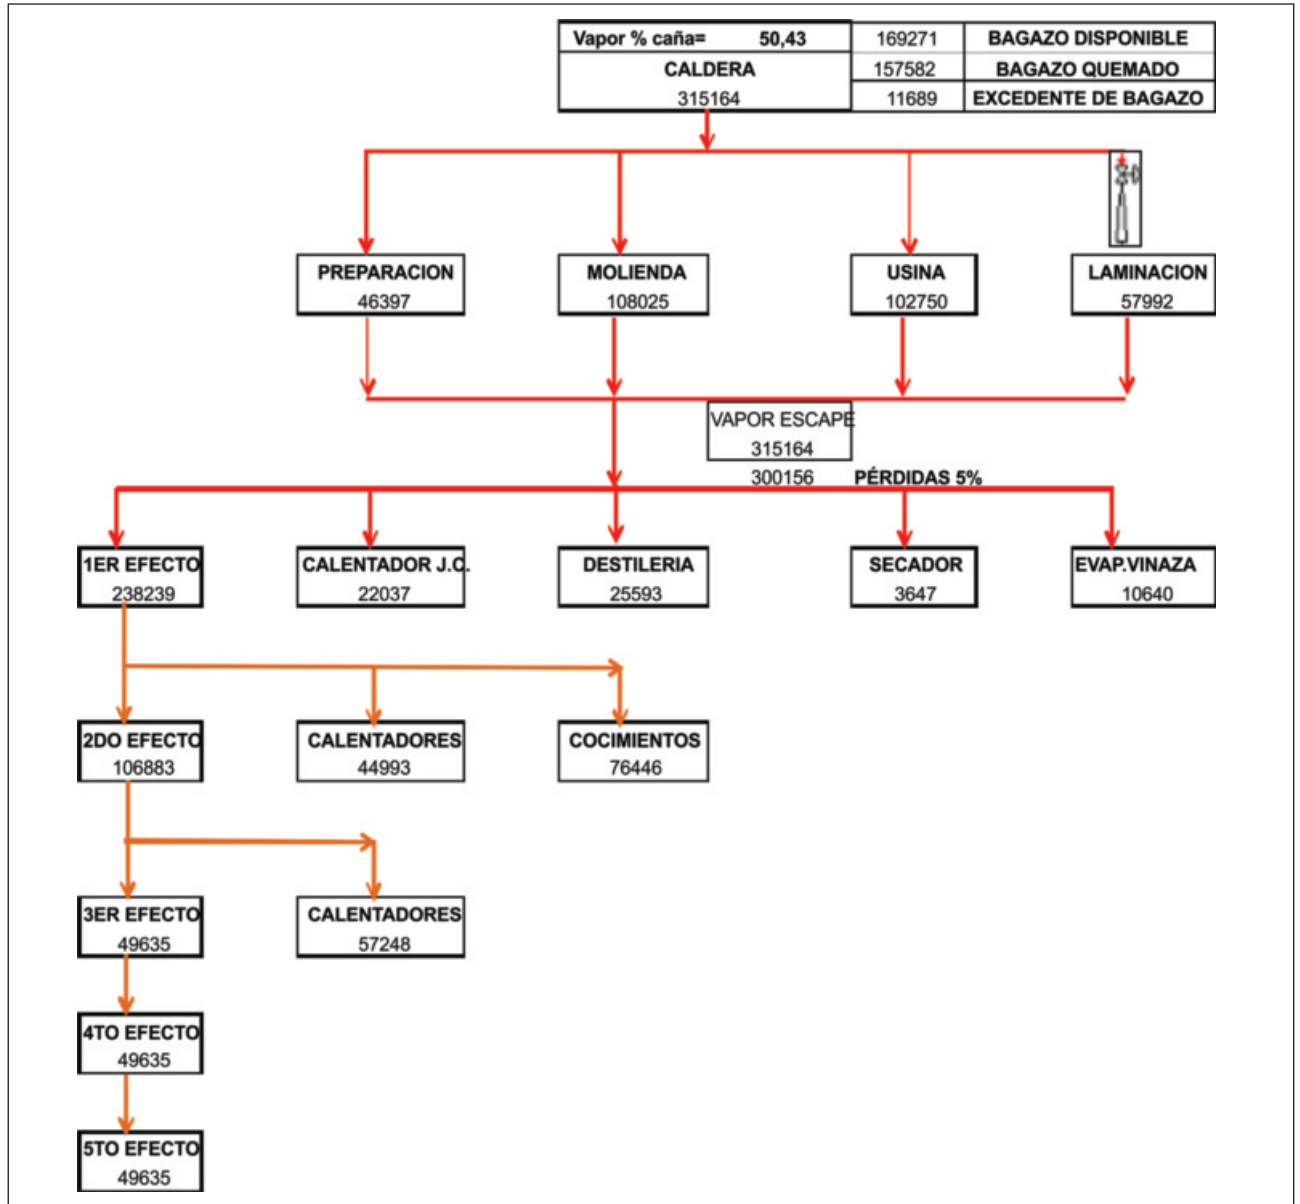 Vapor % caña= 50,43 169271 BAGAZO DISPONIBLE
CALDERA 157582 BAGAZO QUEMADO
315164 11689 EXCEDENTE DE BAGAZO
PREPARACION MOLIENDA USINA LAMINACION
46397 108025 102750 57992
VAPOR ESCAPE
315164
300156 PÉRDIDAS 5%
1ER EFECTO CALENTADOR J.C. DESTILERIA SECADOR EVAP.VINAZA
238239 22037 25593 3647 10640
2DO EFECTO CALENTADORES COCIMIENTOS
106883 44993 76446
3ER EFECTO CALENTADORES
49635 57248
4TO EFECTO
49635
5TO EFECTO
49635